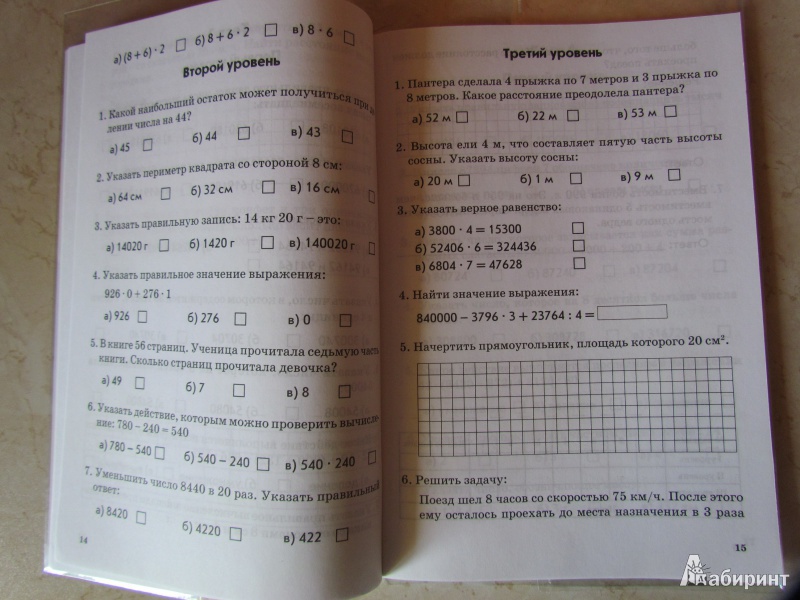 а) (8 + 6) · 2 б) 8 + 6 · 2 в) 8 · 6
Второй уровень
1. Какой наибольший остаток может получиться при
лении числа на 44?
а) 45 б) 44 в) 43
2. Указать периметр квадрата со стороной 8 см:
а) 64 см б) 32 см в) 16 см
3. Указать правильную запись: 14 кг 20 г – это:
а) 14020 г б) 1420 г в) 140020 г
4. Указать правильное значение выражения:
926 · 0 + 276 · 1
а) 926 б) 276 в) 0
5. В книге 56 страниц. Ученица прочитала седьмую часть
книги. Сколько страниц прочитала девочка?
а) 49 б) 7 в) 8
6. Указать действие, которым можно проверить вычисле-
ние: 780 – 240 = 540
а) 780 – 540 б) 540 – 240 в) 540 · 240
7. Уменьшить число 8440 в 20 раз. Указать правильный
ответ:
а) 8420 б) 4220 в) 422
14
Третий уровень
1. Пантера сделала 4 прыжка по 7 метров и 3 прыжка по
8 метров. Какое расстояние преодолела пантера?
а) 52 м б) 22 м в) 53 м
2. Высота ели 4 м, что составляет пятую часть высоты
сосны. Указать высоту сосны:
а) 20 м б) 1 м в) 9 м
3. Указать верное равенство:
а) 3800 · 4 = 15300
б) 52406 · 6 = 324436
в) 6804 · 7 = 47628
4. Найти значение выражения:
840000 – 3796 · 3 + 23764 : 4 =
5. Начертить прямоугольник, площадь которого 20 см².
6. Решить задачу:
Поезд шел 8 часов со скоростью 75 км/ч. После этого
ему осталось проехать до места назначения в 3 раза
15
Лабиринт